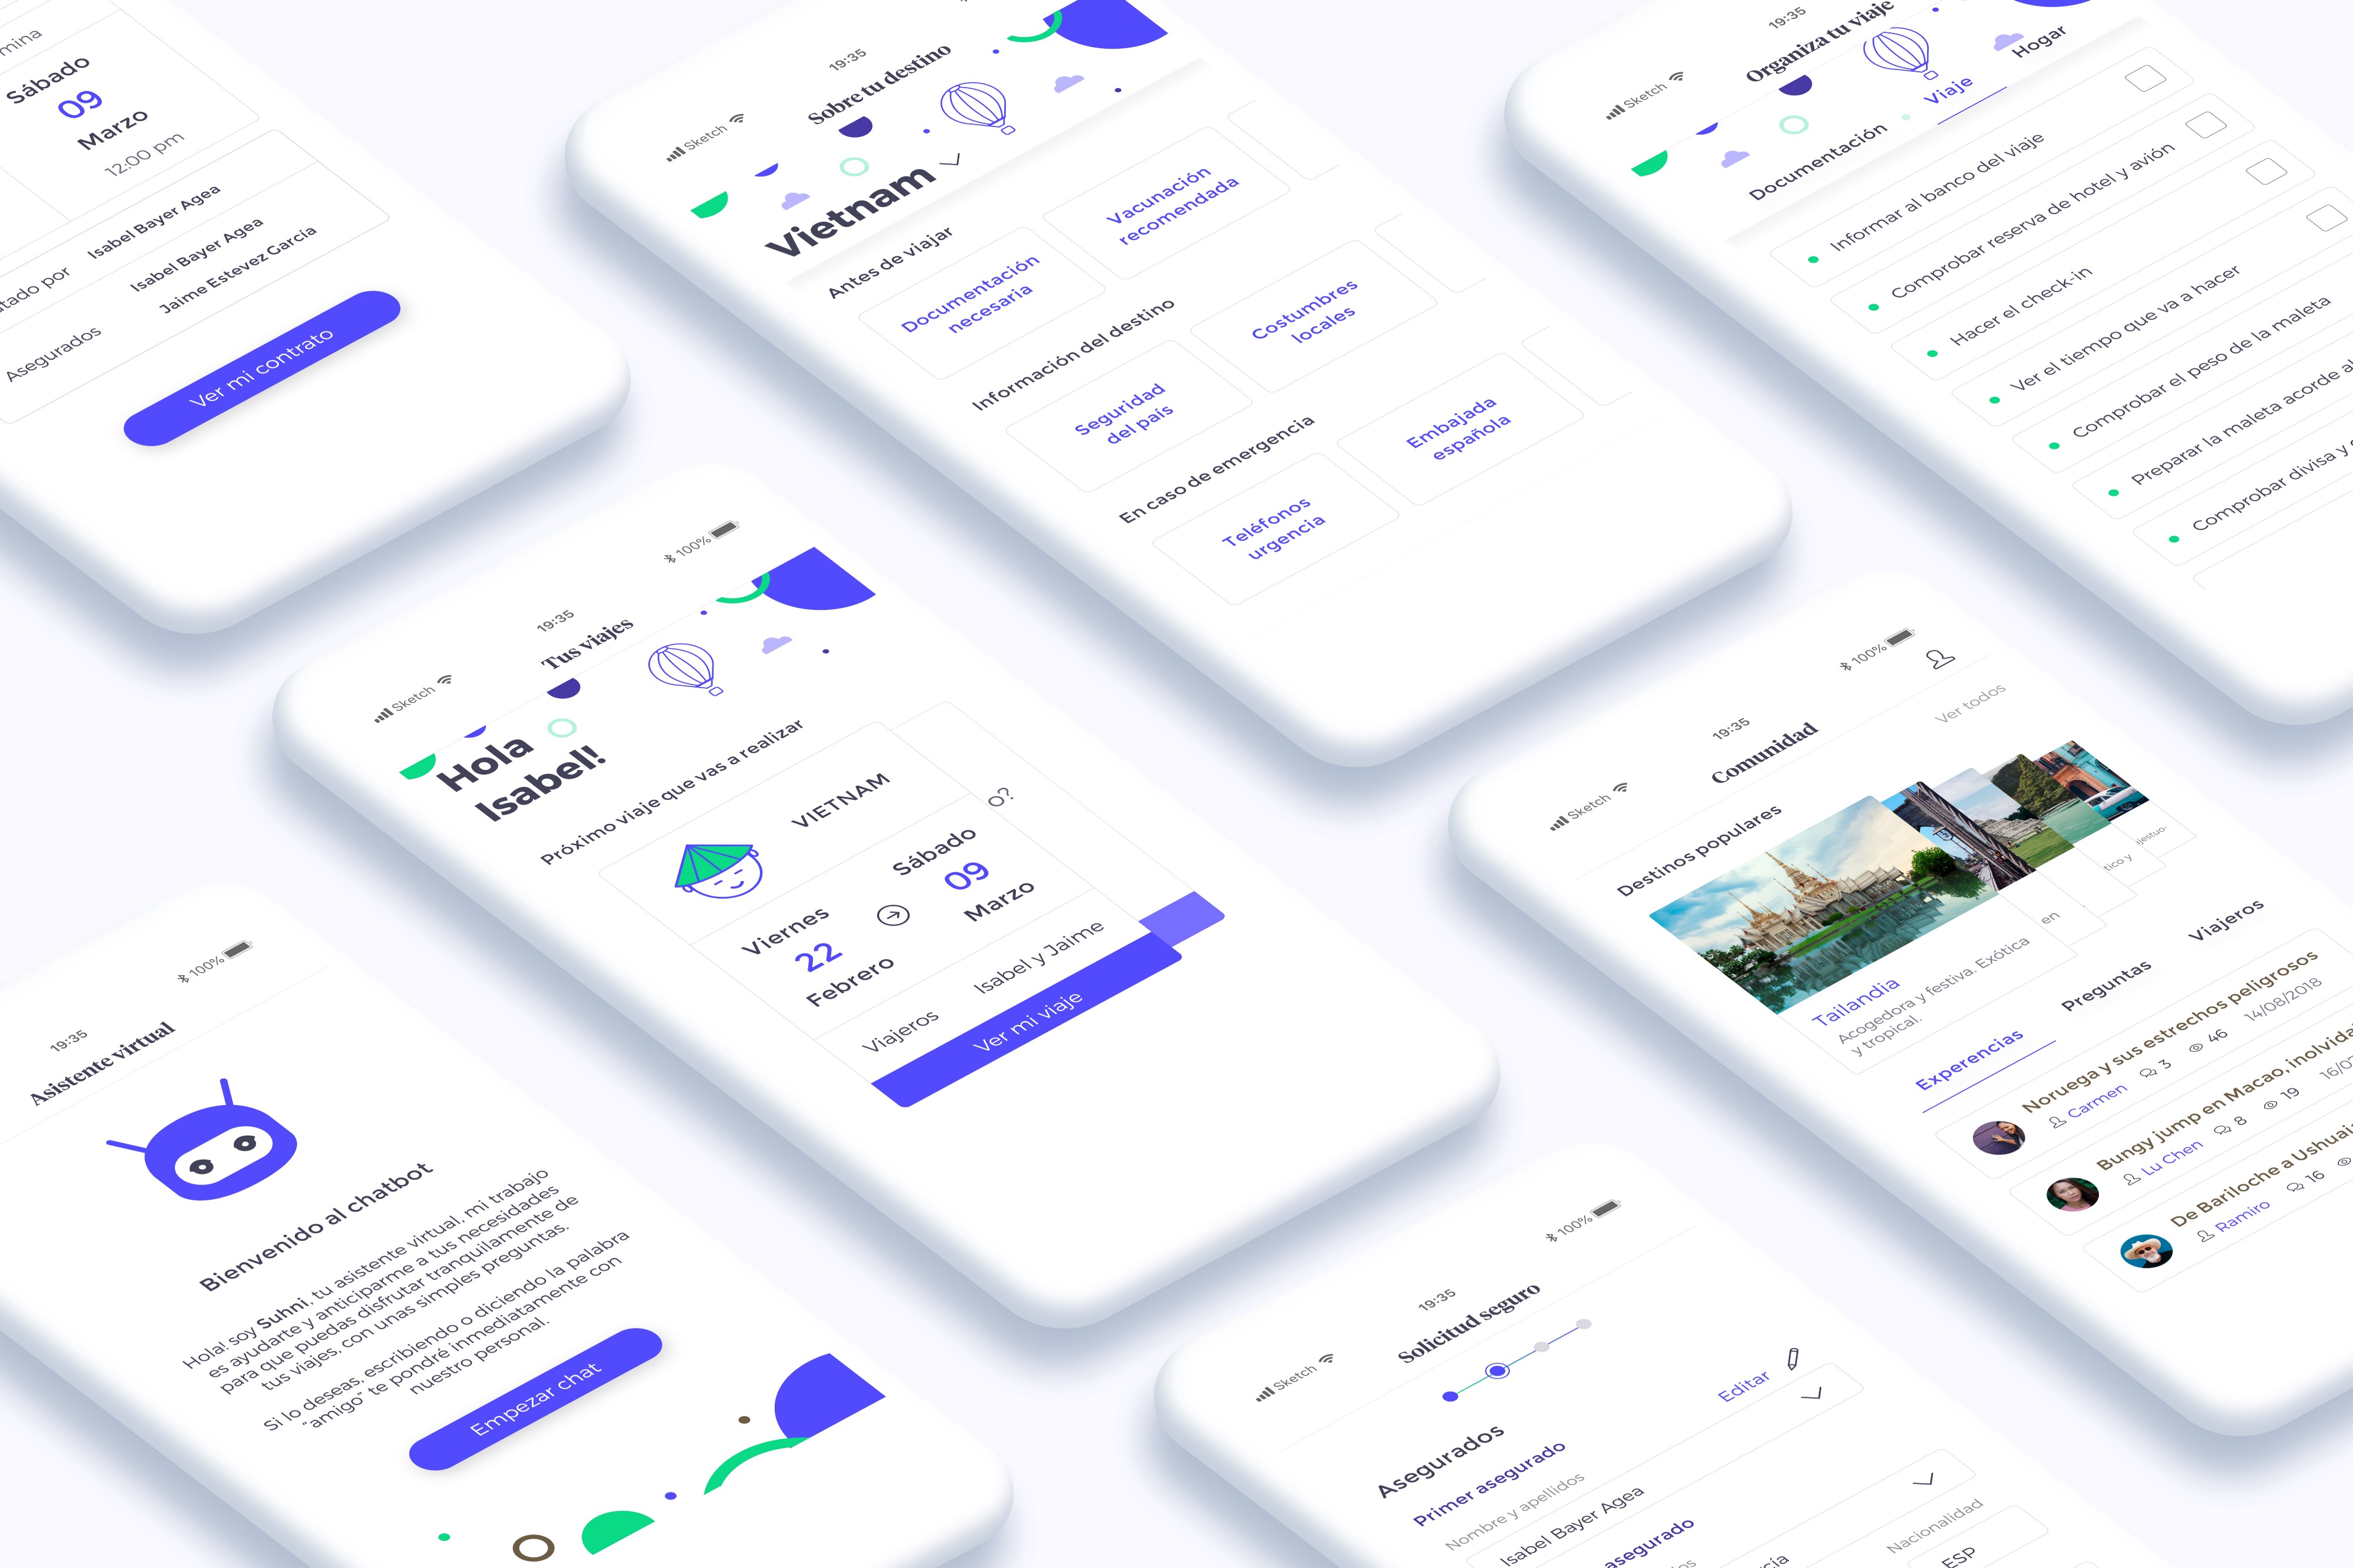 Sábado
09
Marzo
12:00 pm
Isabel Bayer Agea
Asegurados
Isabel Bayer Agea
Jaime Estevez García
Ver mi contrato
Sketch
19:35
Sobre tu destino
Vietnam
Antes de viajar
Documentación
necesaria
Vacunación
recomendada
Información del destino
Seguridad
del país
Costumbres
locales
En caso de emergencia
Teléfonos
urgencia
Embajada
española
Sketch
19:35
Organiza tu viaje
Documentación
Viaje
Hogar
Informar al banco del viaje
Comprobar reserva de hotel y avión
Hacer el check-in
Ver el tiempo que va a hacer
Comprobar el peso de la maleta
Preparar la maleta acorde al
Comprobar divisa y
Sketch
19:35
100%
Tus viajes
Hola
Isabel!
Próximo viaje que vas a realizar
VIETNAM
Viernes
22
Febrero
Sábado
09
Marzo
Viajeros
Isabel y Jaime
Ver mi viaje
19:35
100%
Asistente virtual
Bienvenido al chatbot
Hola! soy Suhni, tu asistente virtual, mi trabajo
es ayudarte y anticiparme a tus necesidades
para que puedas disfrutar tranquilamente de
tus viajes, con unas simples preguntas.
Si lo deseas, escribiendo o diciendo la palabra
“amigo” te pondré inmediatamente con
nuestro personal.
Empezar chat
Sketch
19:35
100%
Comunidad
Ver todos
Destinos populares
Tailandia
Acogedora y festiva. Exótica
y tropical.
en
tico y
Experencias
Preguntas
Viajeros
Noruega y sus estrechos peligrosos
Carmen
3
46
14/08/2018
Bungy jump en Macao, inolvida
Lu Chen
8
19
De Bariloche a Ushuai
Ramiro
16
Sketch
19:35
100%
Solicitud seguro
Asegurados
Editar
Primer asegurado
Nombre y apellidos
Isabel Bayer Agea
asegurado
Nacionalidad
ESP